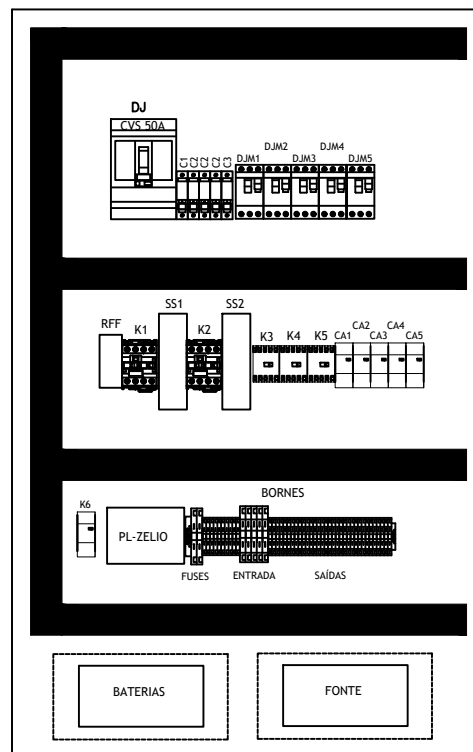 DJ
CVS 50A
C1 C2 C2 C2 C3
DJM1 DJM2 DJM3 DJM4 DJM5
RFF K1 SS1 K2 SS2 K3 K4 K5 CA1 CA2 CA3 CA4 CA5
BORNES
K6
PL-ZELIO
FUSES ENTRADA SAÍDAS
BATERIAS FONTE